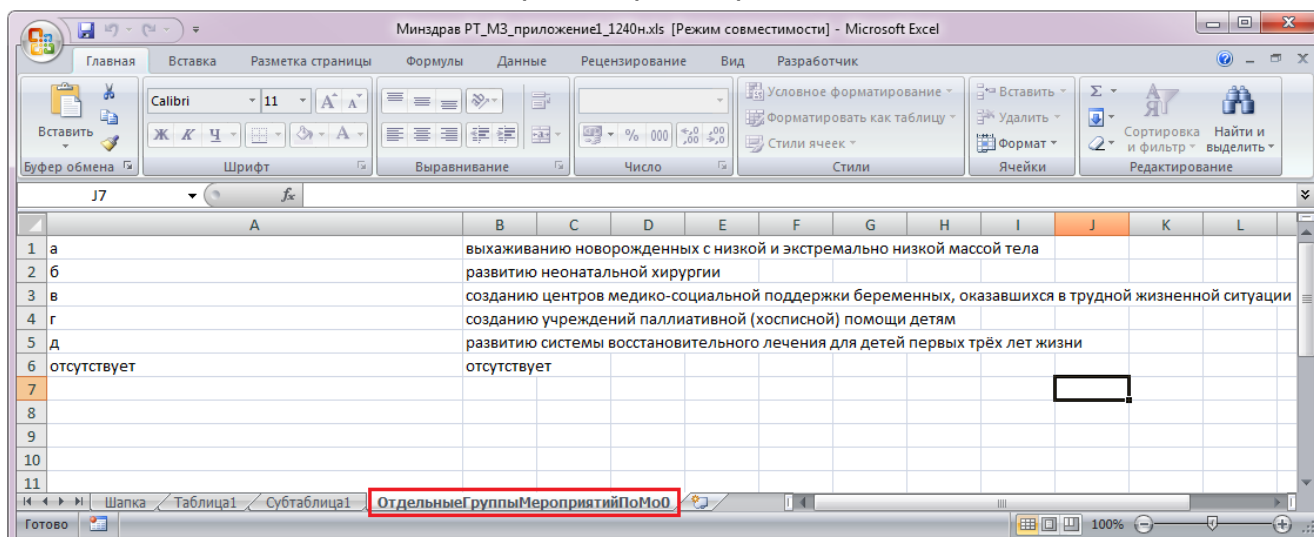 Минздрав РТ_МЗ_приложение1_1240н.xls [Режим совместимости] - Microsoft Excel
Главная Вставка Разметка страницы Формулы Данные Рецензирование Вид Разработчик
Вставить
Буфер обмена
Calibri 11
Ж К Ч
Шрифт
Выравнивание
% 000
Число
Условное форматирование
Форматировать как таблицу
Стили ячеек
Стили
Вставить
Удалить
Формат
Ячейки
Сортировка и фильтр
Найти и выделить
Редактирование
J7 fx
A B C D E F G H I J K L
1 а выхаживанию новорожденных с низкой и экстремально низкой массой тела
2 б развитию неонатальной хирургии
3 в созданию центров медико-социальной поддержки беременных, оказавшихся в трудной жизненной ситуации
4 г созданию учреждений паллиативной (хосписной) помощи детям
5 д развитию системы восстановительного лечения для детей первых трёх лет жизни
6 отсутствует отсутствует
7
8
9
10
11
Шапка Таблица1 Субтаблица1 ОтдельныеГруппыМероприятийПоМо0
Готово 100%